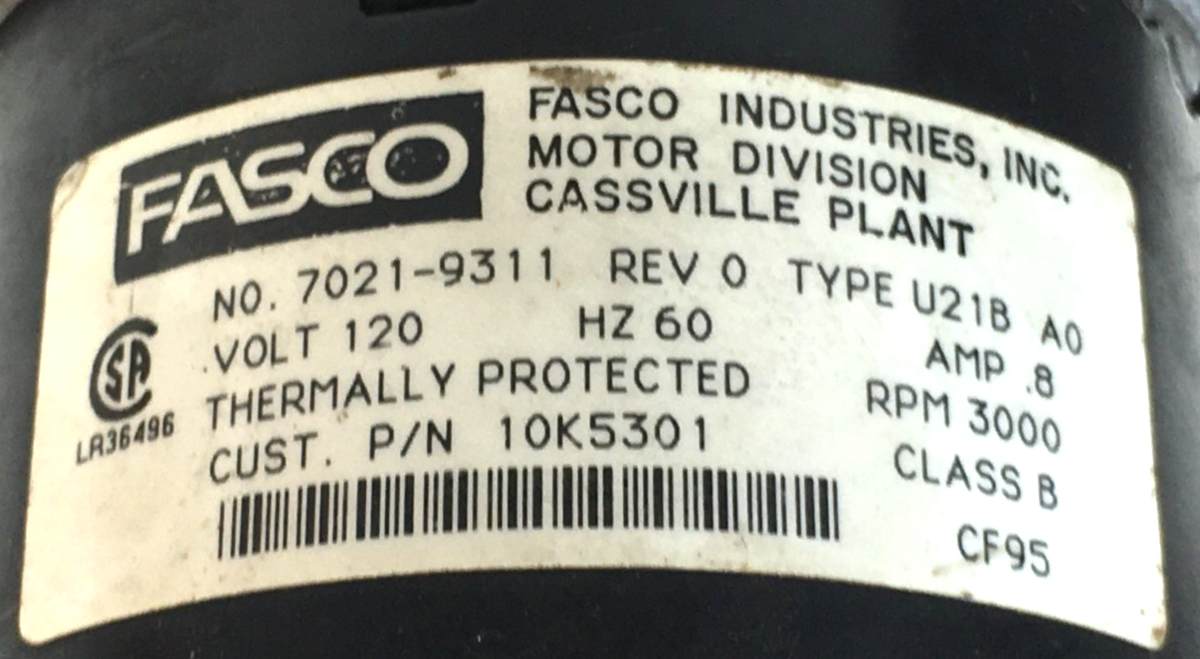 FASCO
FASCO INDUSTRIES, INC.
MOTOR DIVISION
CASSVILLE PLANT
NO. 7021-9311 REV 0 TYPE U21B A0
VOLT 120 HZ 60 AMP .8
THERMALLY PROTECTED RPM 3000
CUST. P/N 10K5301 CLASS B
SA
LR36496
CF95